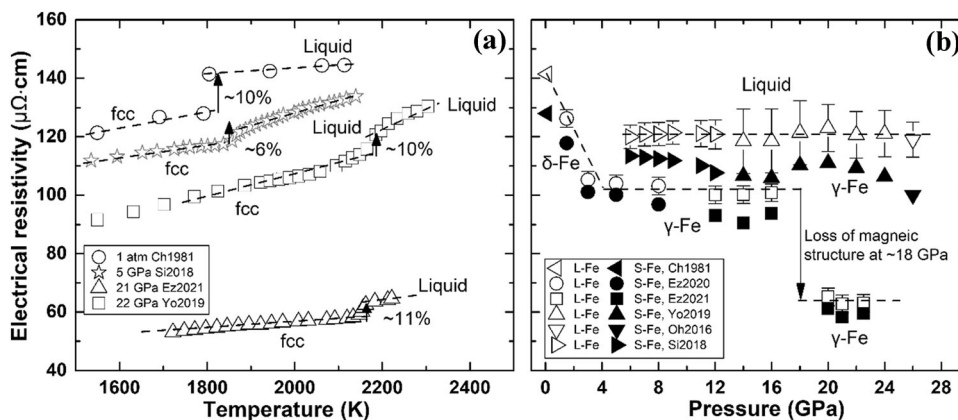 (a)
Liquid
fcc
~10%
Liquid
~6%
fcc
Liquid
~10%
fcc
Liquid
~11%
fcc
1 atm Ch1981
5 GPa Si2018
21 GPa Ez2021
22 GPa Yo2019
Electrical resistivity (μΩ·cm)
160
140
120
100
80
60
40
1600 1800 2000 2200 2400
Temperature (K)
(b)
Liquid
δ-Fe
γ-Fe
γ-Fe
Loss of magneic
structure at ~18 GPa
γ-Fe
L-Fe S-Fe, Ch1981
L-Fe S-Fe, Ez2020
L-Fe S-Fe, Ez2021
L-Fe S-Fe, Yo2019
L-Fe S-Fe, Oh2016
L-Fe S-Fe, Si2018
0 4 8 12 16 20 24 28
Pressure (GPa)